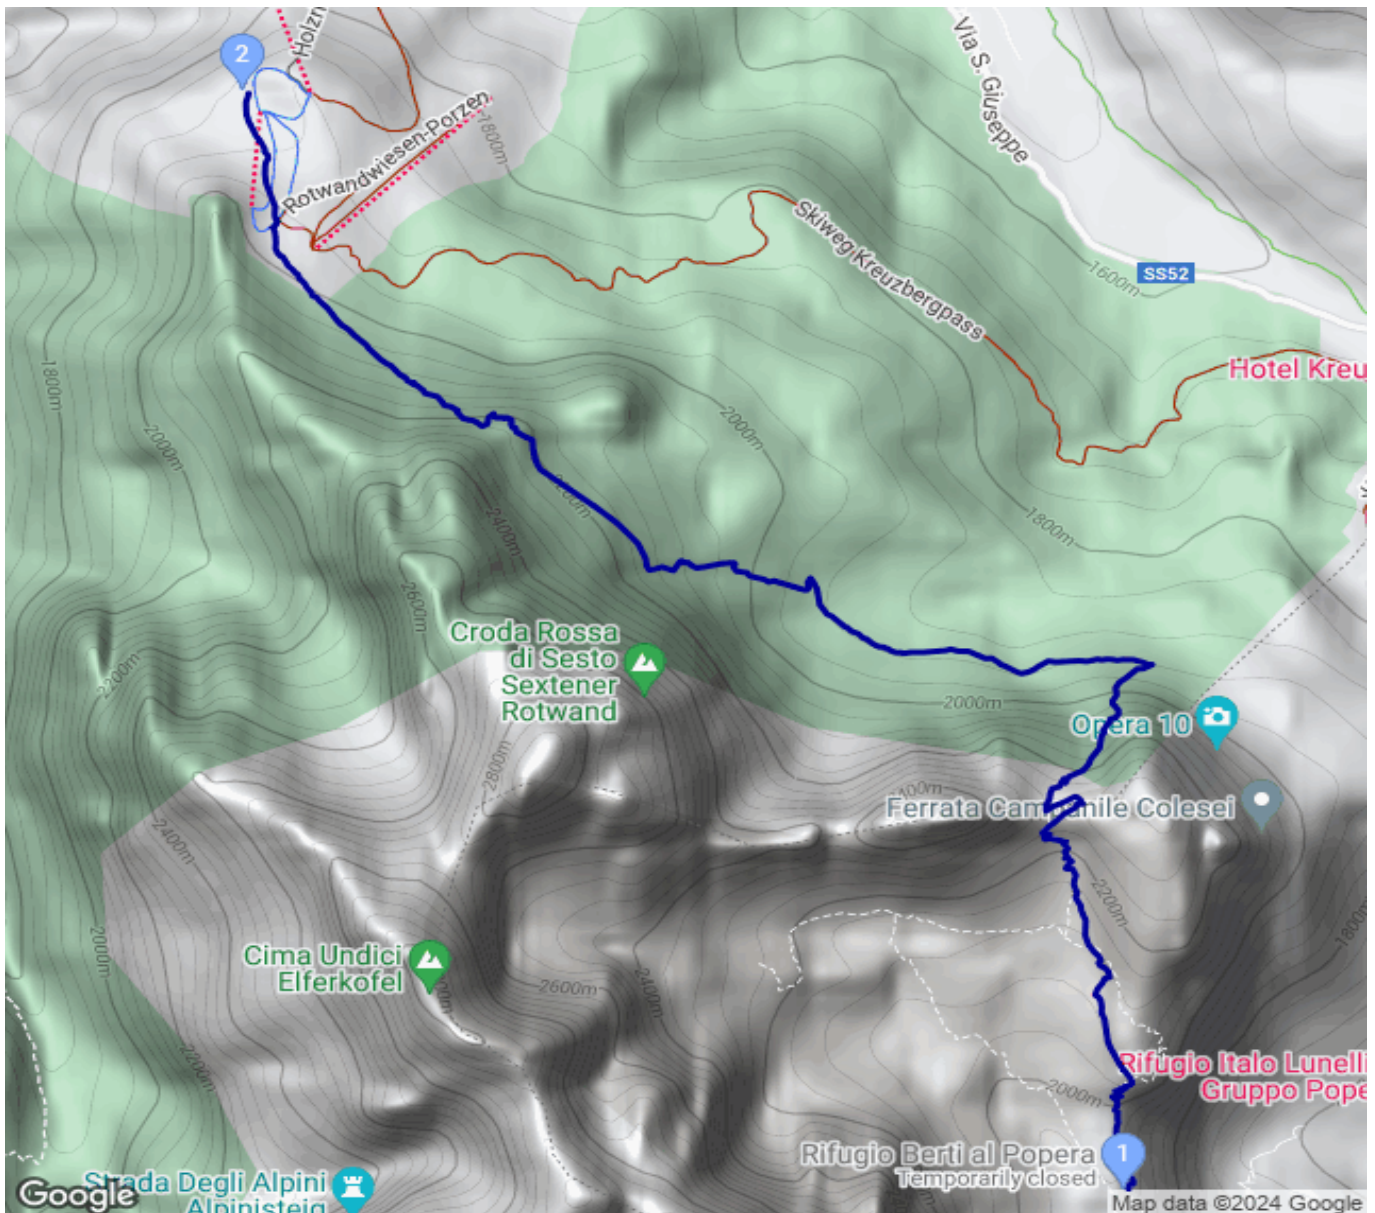 2
Holzn
Rotwandwiesen-Porzen
1800m
Via S. Giuseppe
Skiweg Kreuzbergpass
1600m
SS52
Hotel Kreu
1800m
2000m
2000m
2400m
1800m
2600m
Croda Rossa
di Sesto
Sextener
Rotwand
2200m
2000m
Opera 10
2800m
Ferrata Campanile Colesei
2400m
2200m
1800m
2000m
Cima Undici
Elferkofel
2600m
2400m
2200m
2000m
Rifugio Italo Lunelli
Gruppo Pope
Rifugio Berti al Popera
Temporarily closed
1
Strada Degli Alpini
Alpinisteig
Google
Map data ©2024 Google